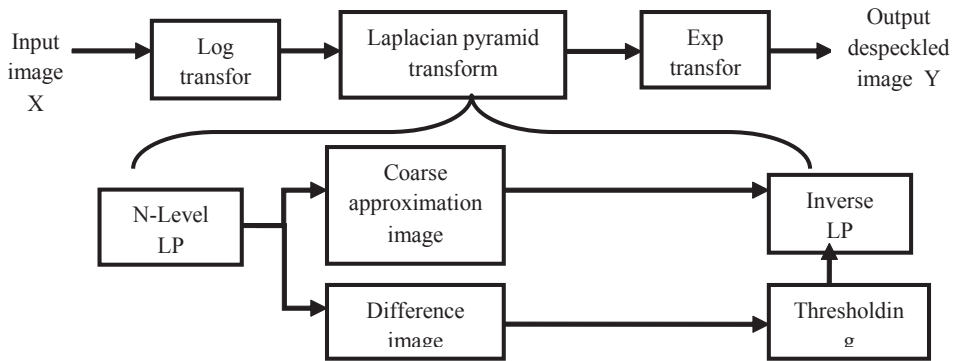 Input
image
X
Log
transfor
Laplacian pyramid
transform
Exp
transfor
Output
despeckled
image Y
N-Level
LP
Coarse
approximation
image
Inverse
LP
Difference
image
Thresholdin
g